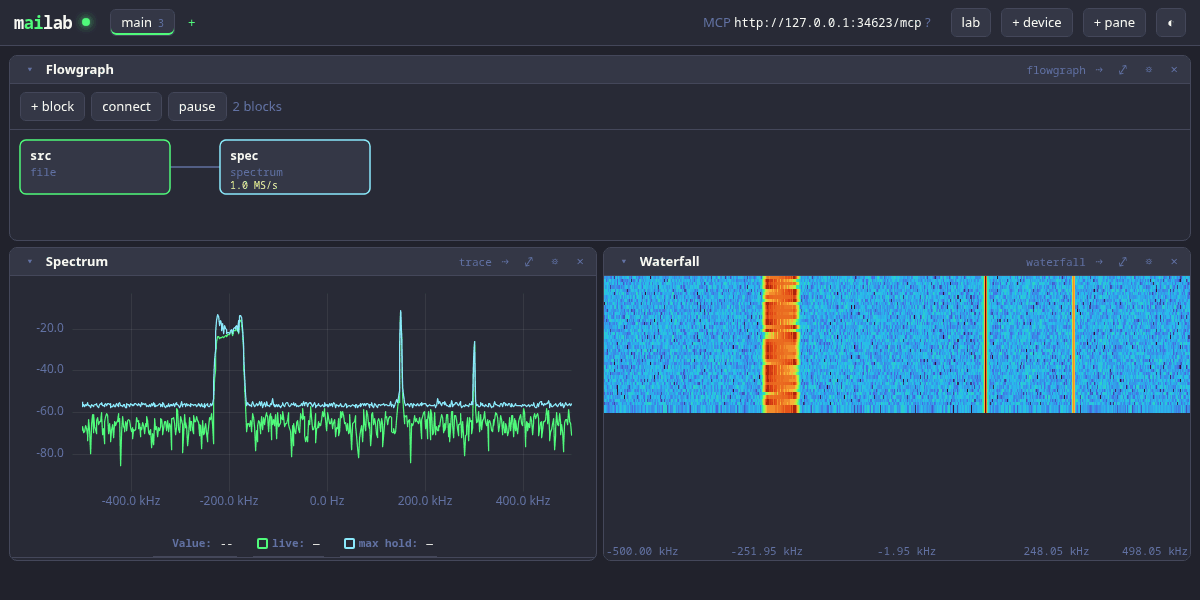 mailab main 3 + MCP http://127.0.0.1:34623/mcp ? lab + device + pane
Flowgraph flowgraph
+ block connect pause 2 blocks
src
file
spec
spectrum
1.0 MS/s
Spectrum trace
-20.0
-40.0
-60.0
-80.0
-400.0 kHz -200.0 kHz 0.0 Hz 200.0 kHz 400.0 kHz
Value: -- live: — max hold: —
Waterfall waterfall
-500.00 kHz -251.95 kHz -1.95 kHz 248.05 kHz 498.05 kHz